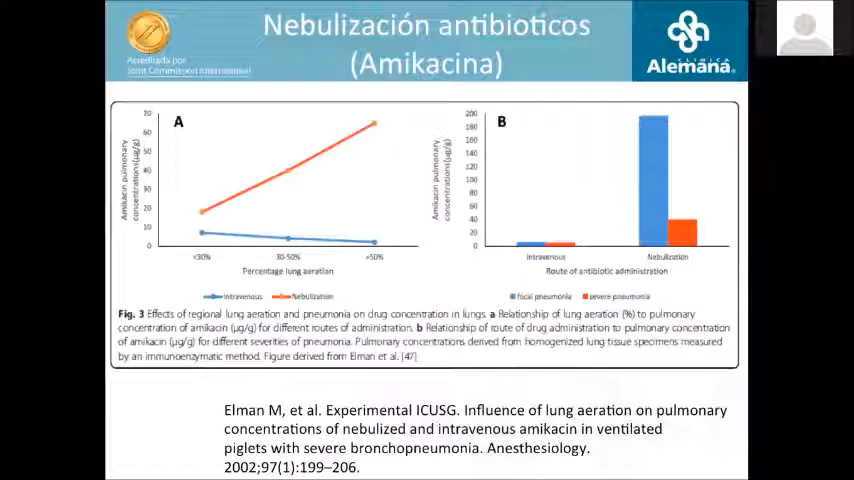 Acreditada por
Joint Commission International
Nebulización antibioticos
(Amikacina)
CLINICA
Alemana
A
Amikacin pulmonary
concentrations(µg/g)
70
60
50
40
30
20
10
0
<30%
30-50%
>50%
Percentage lung aeration
Intravenous
Nebulization
B
Amikacin pulmonary
concentrations(µg/g)
200
180
160
140
120
100
80
60
40
20
0
Intravenous
Nebulization
Route of antibiotic administration
focal pneumonia
severe pneumonia
Fig. 3 Effects of regional lung aeration and pneumonia on drug concentration in lungs. a Relationship of lung aeration (%) to pulmonary
concentration of amikacin (µg/g) for different routes of administration. b Relationship of route of drug administration to pulmonary concentration
of amikacin (µg/g) for different severities of pneumonia. Pulmonary concentrations derived from homogenized lung tissue specimens measured
by an immunoenzymatic method. Figure derived from Elman et al. [47]
Elman M, et al. Experimental ICUSG. Influence of lung aeration on pulmonary
concentrations of nebulized and intravenous amikacin in ventilated
piglets with severe bronchopneumonia. Anesthesiology.
2002;97(1):199–206.